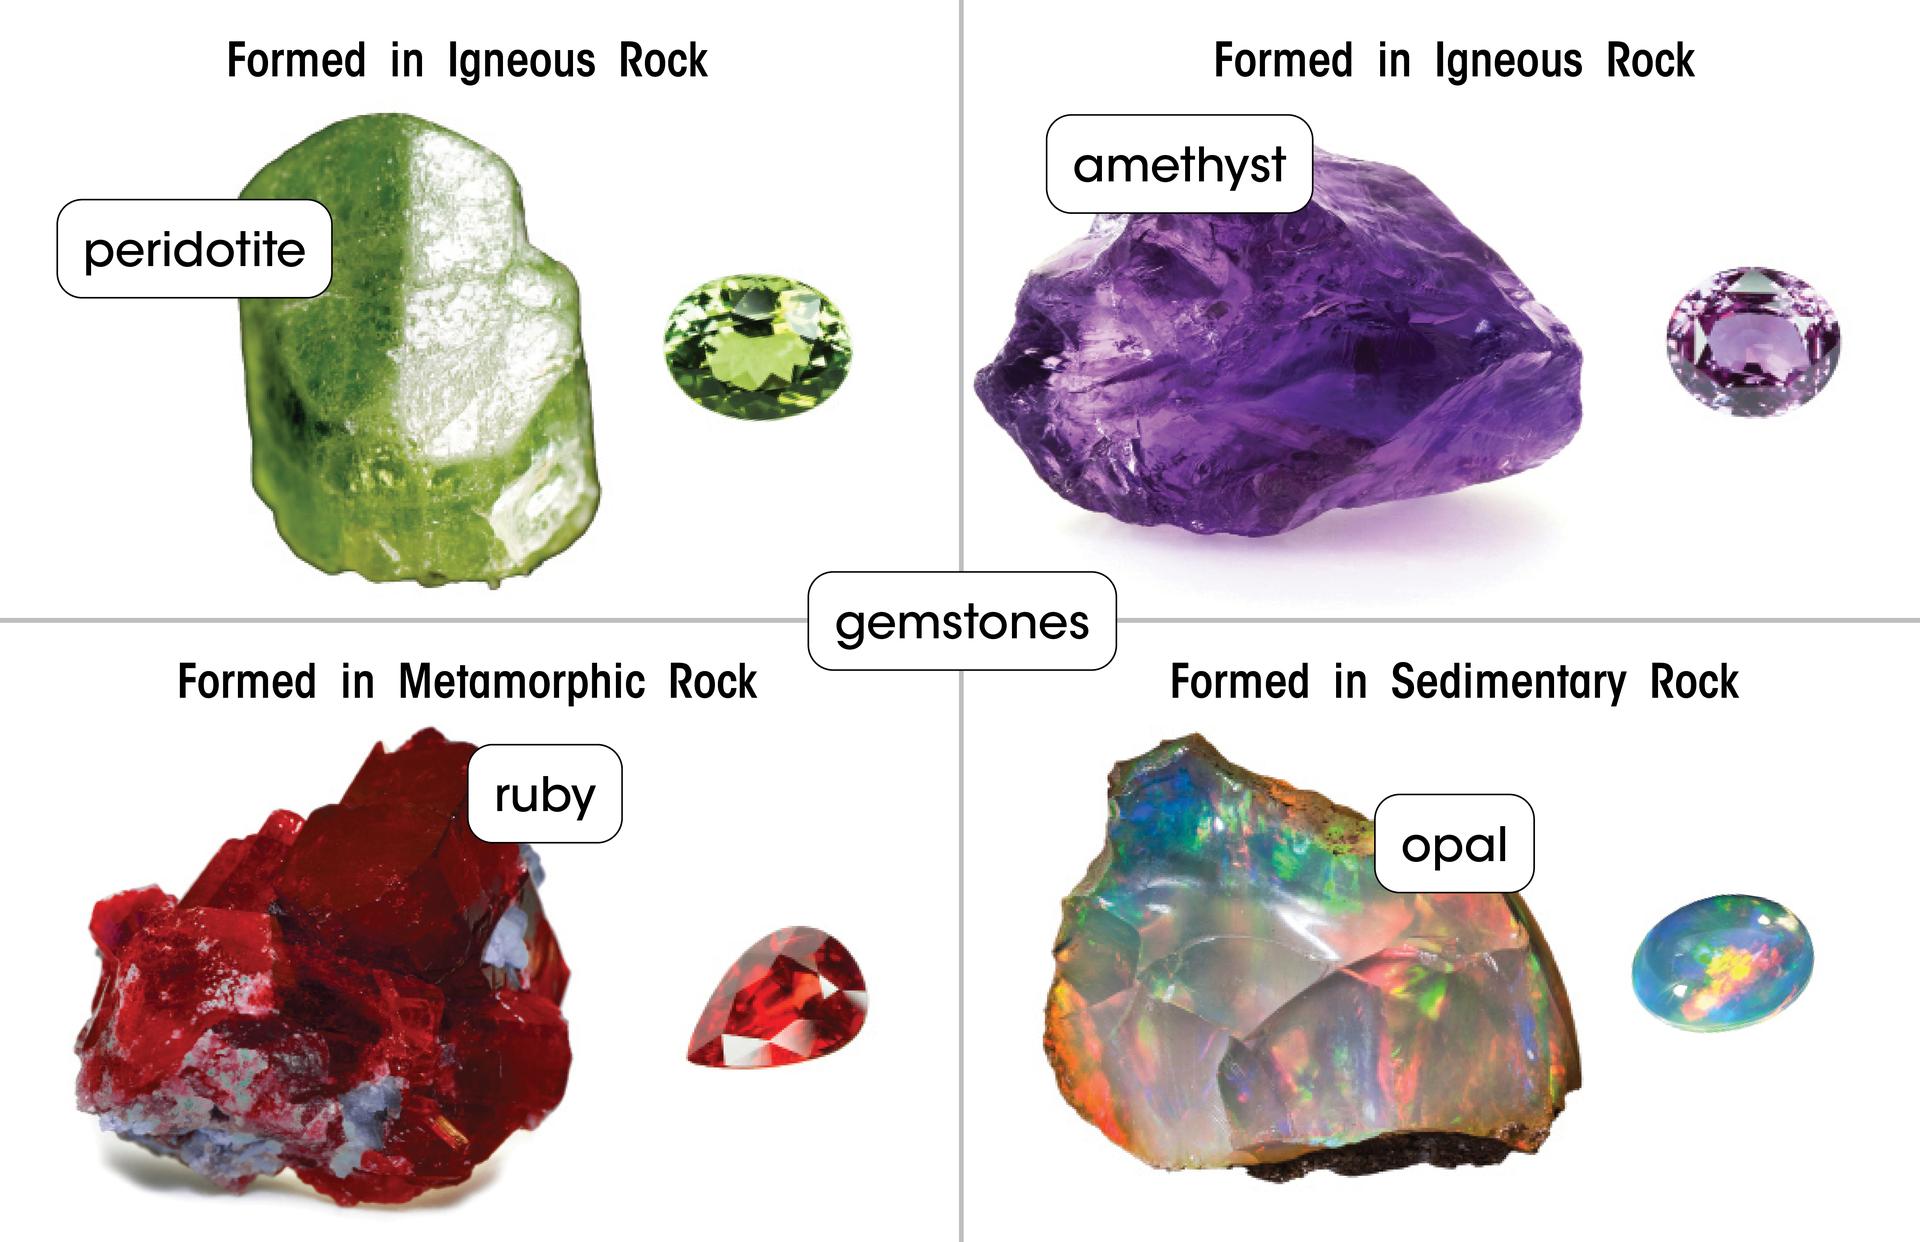 Formed in Igneous Rock
peridotite
Formed in Igneous Rock
amethyst
gemstones
Formed in Metamorphic Rock
ruby
Formed in Sedimentary Rock
opal